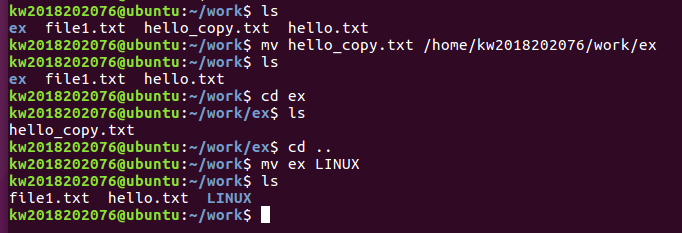 kw2018202076@ubuntu:~/work$ ls
ex  file1.txt  hello_copy.txt  hello.txt
kw2018202076@ubuntu:~/work$ mv hello_copy.txt /home/kw2018202076/work/ex
kw2018202076@ubuntu:~/work$ ls
ex  file1.txt  hello.txt
kw2018202076@ubuntu:~/work$ cd ex
kw2018202076@ubuntu:~/work/ex$ ls
hello_copy.txt
kw2018202076@ubuntu:~/work/ex$ cd ..
kw2018202076@ubuntu:~/work$ mv ex LINUX
kw2018202076@ubuntu:~/work$ ls
file1.txt  hello.txt  LINUX
kw2018202076@ubuntu:~/work$